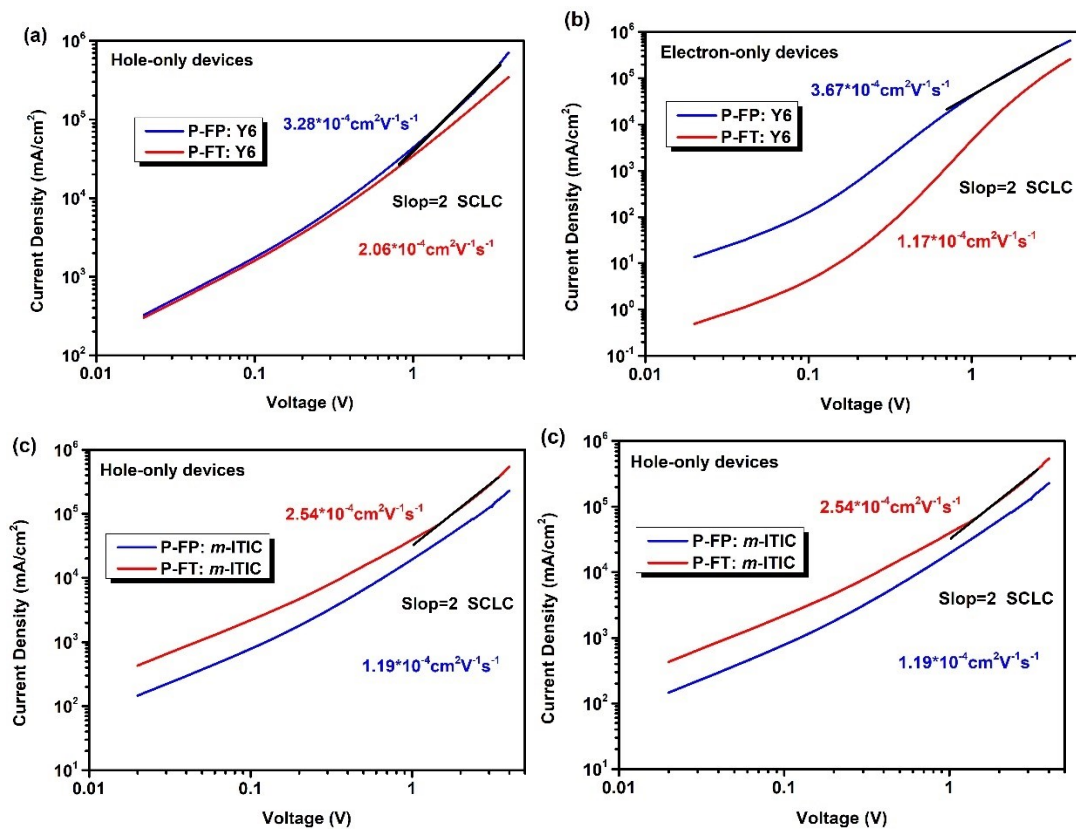 (a)
Hole-only devices
3.28*10⁻⁴cm²V⁻¹s⁻¹
P-FP: Y6
P-FT: Y6
Slop=2 SCLC
2.06*10⁻⁴cm²V⁻¹s⁻¹
Current Density (mA/cm²)
10⁶
10⁵
10⁴
10³
10²
0.01
0.1
1
Voltage (V)
(b)
Electron-only devices
3.67*10⁻⁴cm²V⁻¹s⁻¹
P-FP: Y6
P-FT: Y6
Slop=2 SCLC
1.17*10⁻⁴cm²V⁻¹s⁻¹
Current Density (mA/cm²)
10⁶
10⁵
10⁴
10³
10²
10¹
10⁰
10⁻¹
0.01
0.1
1
Voltage (V)
(c)
Hole-only devices
2.54*10⁻⁴cm²V⁻¹s⁻¹
P-FP: m-ITIC
P-FT: m-ITIC
Slop=2 SCLC
1.19*10⁻⁴cm²V⁻¹s⁻¹
Current Density (mA/cm²)
10⁶
10⁵
10⁴
10³
10²
10¹
0.01
0.1
1
Voltage (V)
(c)
Hole-only devices
2.54*10⁻⁴cm²V⁻¹s⁻¹
P-FP: m-ITIC
P-FT: m-ITIC
Slop=2 SCLC
1.19*10⁻⁴cm²V⁻¹s⁻¹
Current Density (mA/cm²)
10⁶
10⁵
10⁴
10³
10²
10¹
0.01
0.1
1
Voltage (V)